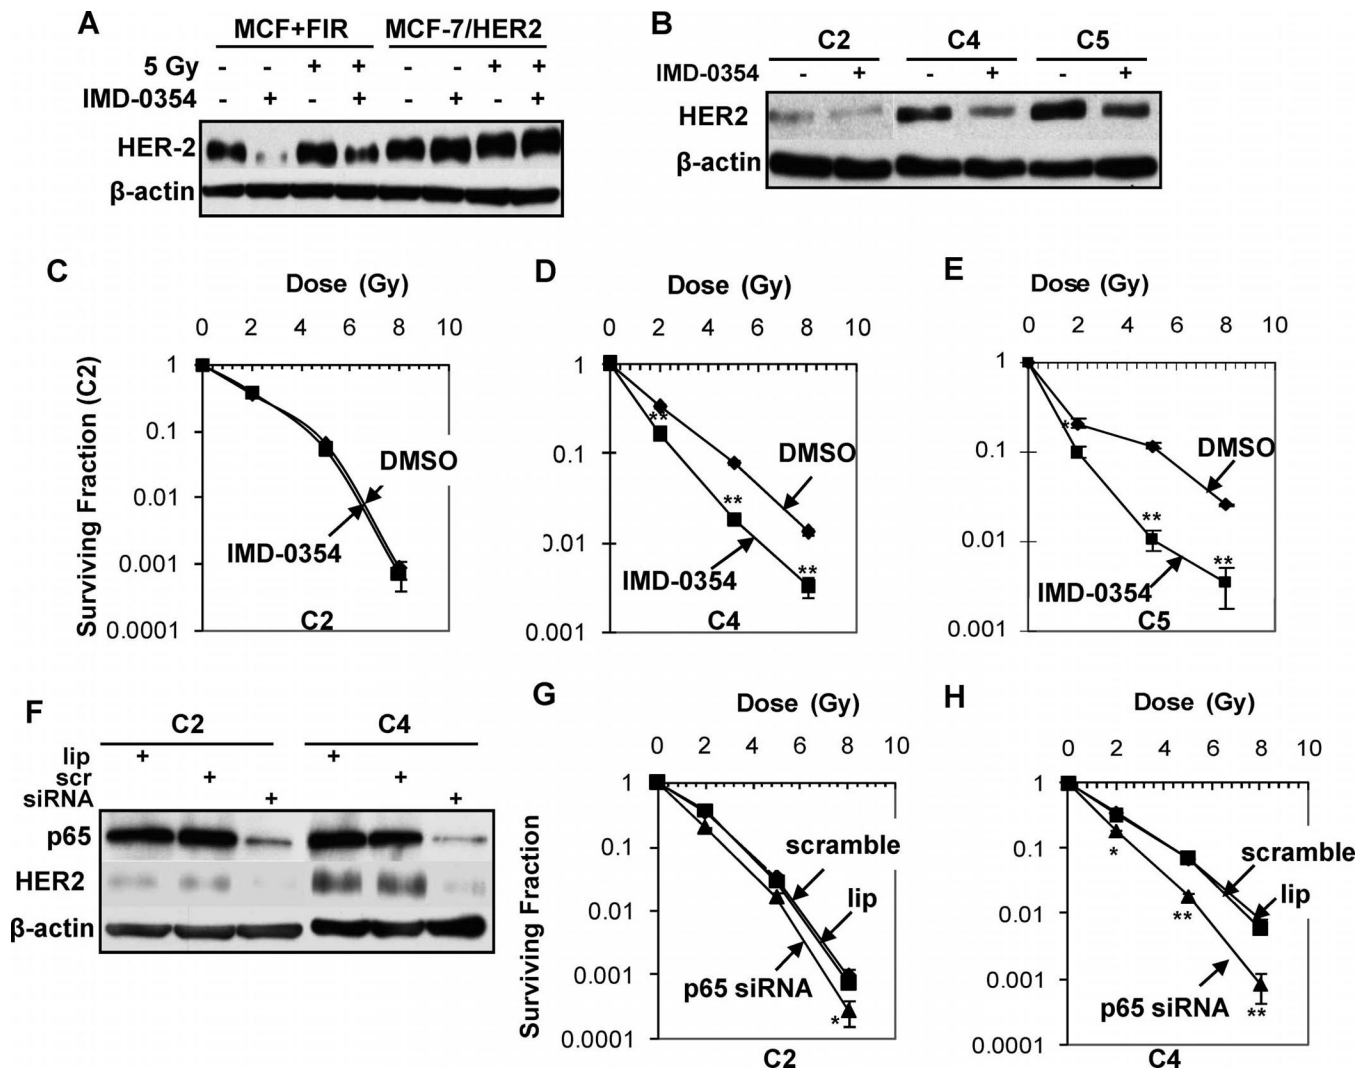 A
MCF+FIR MCF-7/HER2
5 Gy - - + + - - + +
IMD-0354 - + - + - + - +
HER-2
β-actin
B
C2 C4 C5
IMD-0354 - + - + - +
HER2
β-actin
C
Dose (Gy)
0 2 4 6 8 10
Surviving Fraction (C2)
1
0.1
0.01
0.001
0.0001
DMSO
IMD-0354
C2
D
Dose (Gy)
0 2 4 6 8 10
1
0.1
0.01
0.001
**
**
**
DMSO
IMD-0354
C4
E
Dose (Gy)
0 2 4 6 8 10
1
0.1
0.01
0.001
*
**
**
DMSO
IMD-0354
C5
F
C2 C4
lip + +
scr + +
siRNA + +
p65
HER2
β-actin
G
Dose (Gy)
0 2 4 6 8 10
Surviving Fraction
1
0.1
0.01
0.001
0.0001
scramble
lip
p65 siRNA
*
C2
H
Dose (Gy)
0 2 4 6 8 10
1
0.1
0.01
0.001
0.0001
scramble
lip
*
**
p65 siRNA
**
C4